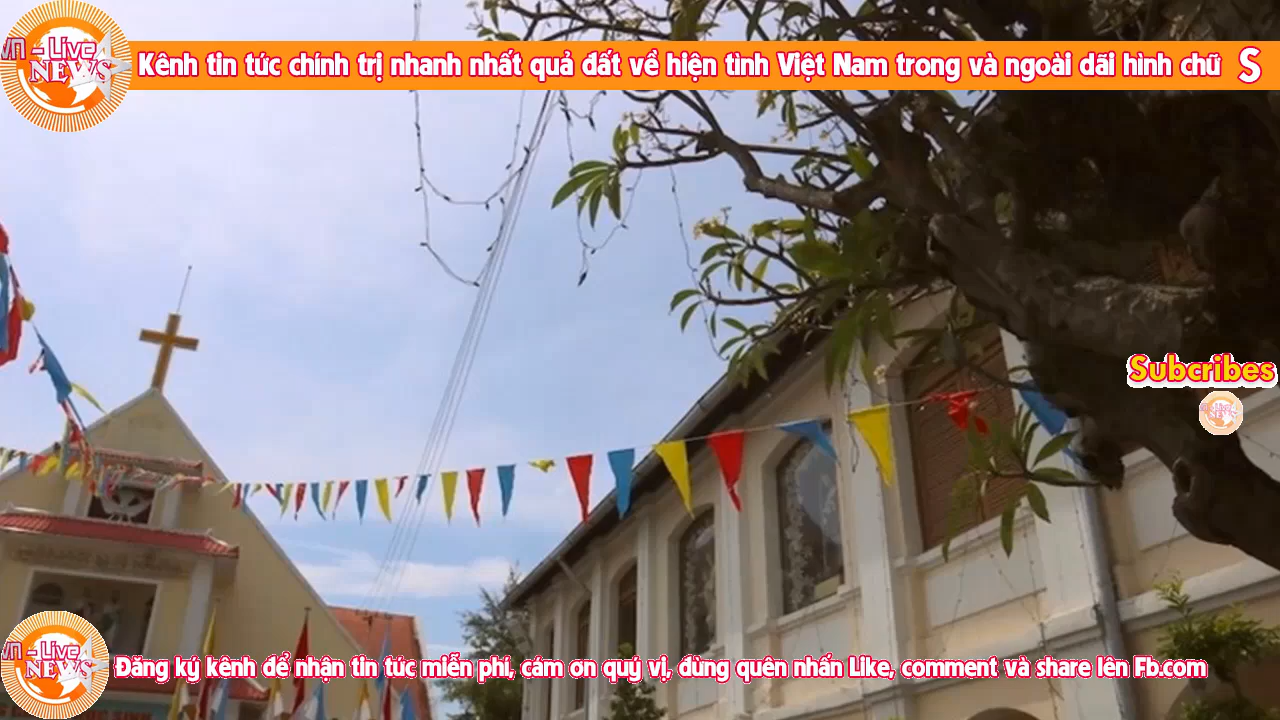 VN - Live
NEWS
Kênh tin tức chính trị nhanh nhất quả đất về hiện tình Việt Nam trong và ngoài dãi hình chữ S
Subcribes
VN - Live
NEWS
Đăng ký kênh để nhận tin tức miễn phí, cám ơn quý vị, đừng quên nhấn Like, comment và share lên Fb.com